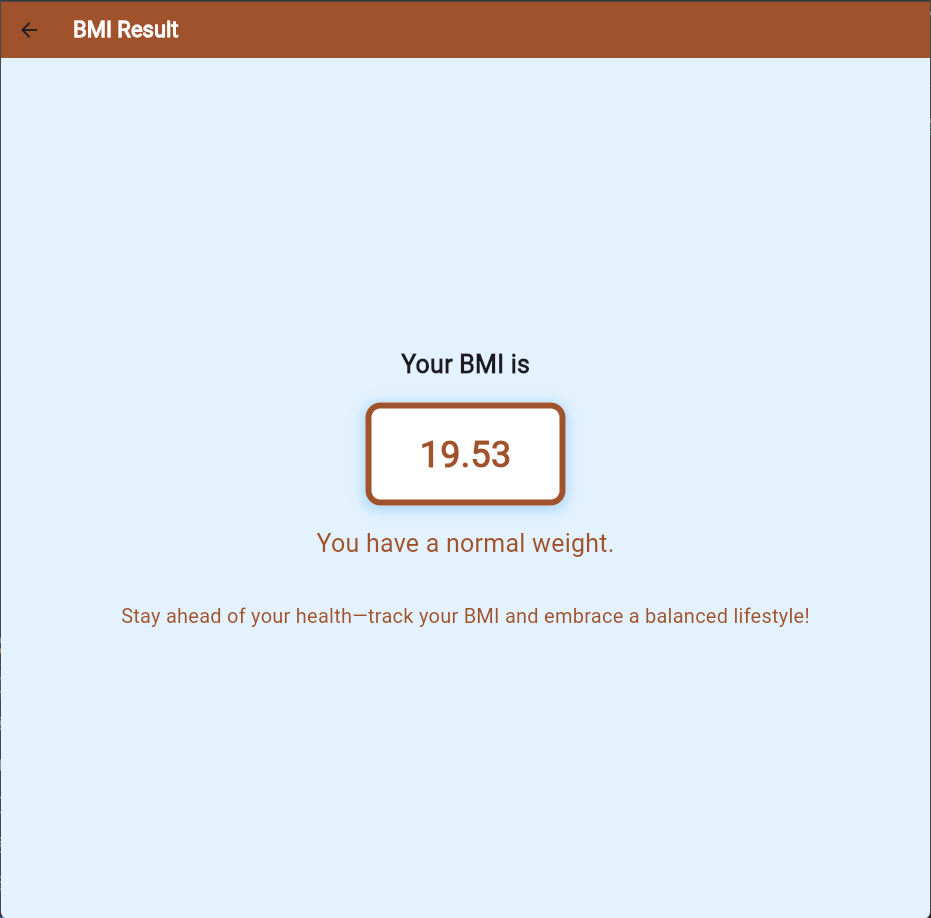 BMI Result
Your BMI is
19.53
You have a normal weight.
Stay ahead of your health—track your BMI and embrace a balanced lifestyle!